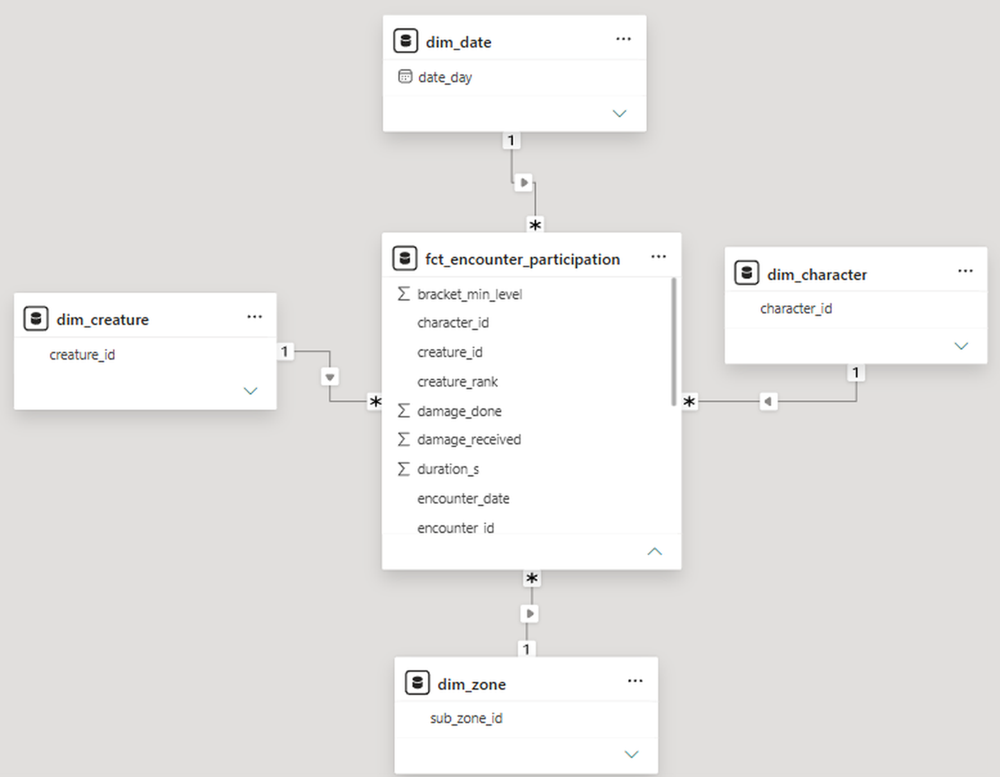 dim_date
date_day
1
*
fct_encounter_participation
bracket_min_level
character_id
creature_id
creature_rank
damage_done
damage_received
duration_s
encounter_date
encounter_id
dim_character
character_id
1
*
dim_creature
creature_id
1
*
*
1
dim_zone
sub_zone_id